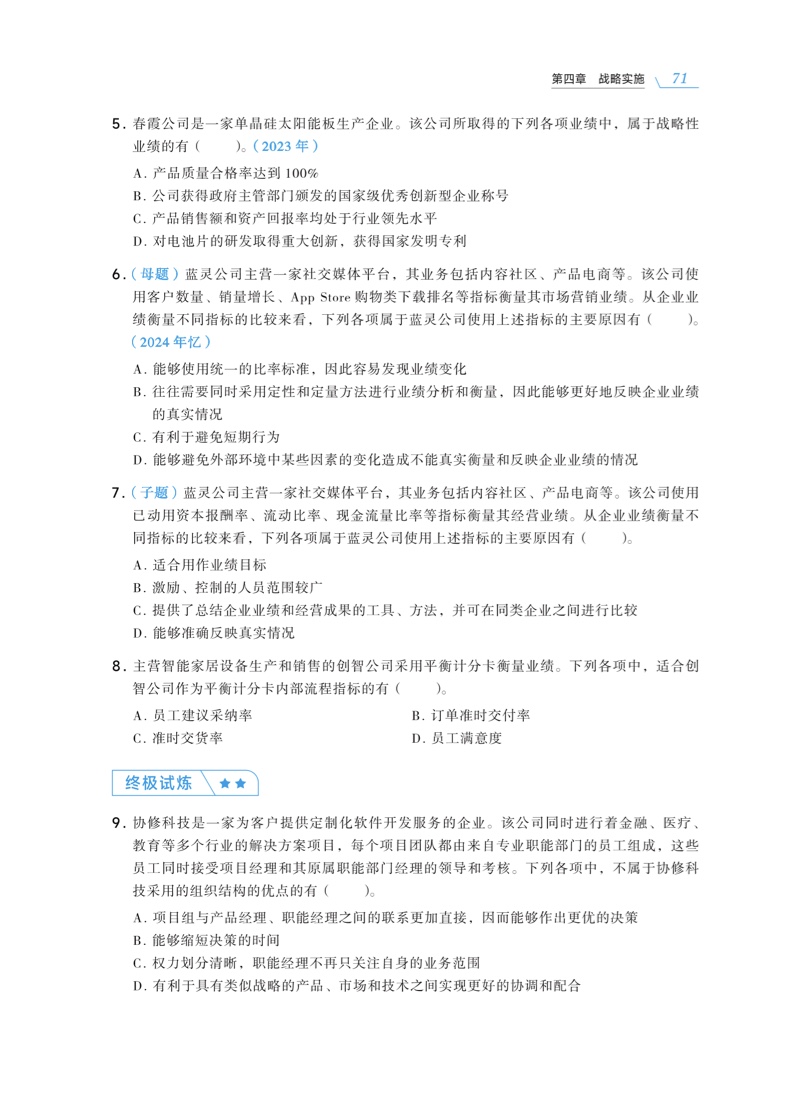 第四章 战略实施 71
5. 春霞公司是一家单晶硅太阳能板生产企业。该公司所取得的下列各项业绩中，属于战略性
业绩的有（ ）。（2023 年）
A. 产品质量合格率达到 100%
B. 公司获得政府主管部门颁发的国家级优秀创新型企业称号
C. 产品销售额和资产回报率均处于行业领先水平
D. 对电池片的研发取得重大创新，获得国家发明专利
6.（母题）蓝灵公司主营一家社交媒体平台，其业务包括内容社区、产品电商等。该公司使
用客户数量、销量增长、App Store 购物类下载排名等指标衡量其市场营销业绩。从企业业
绩衡量不同指标的比较来看，下列各项属于蓝灵公司使用上述指标的主要原因有（ ）。
（2024 年忆）
A. 能够使用统一的比率标准，因此容易发现业绩变化
B. 往往需要同时采用定性和定量方法进行业绩分析和衡量，因此能够更好地反映企业业绩
的真实情况
C. 有利于避免短期行为
D. 能够避免外部环境中某些因素的变化造成不能真实衡量和反映企业业绩的情况
7.（子题）蓝灵公司主营一家社交媒体平台，其业务包括内容社区、产品电商等。该公司使用
已动用资本报酬率、流动比率、现金流量比率等指标衡量其经营业绩。从企业业绩衡量不
同指标的比较来看，下列各项属于蓝灵公司使用上述指标的主要原因有（ ）。
A. 适合用作业绩目标
B. 激励、控制的人员范围较广
C. 提供了总结企业业绩和经营成果的工具、方法，并可在同类企业之间进行比较
D. 能够准确反映真实情况
8. 主营智能家居设备生产和销售的创智公司采用平衡计分卡衡量业绩。下列各项中，适合创
智公司作为平衡计分卡内部流程指标的有（ ）。
A. 员工建议采纳率 B. 订单准时交付率
C. 准时交货率 D. 员工满意度
终极试炼 ★★
9. 协修科技是一家为客户提供定制化软件开发服务的企业。该公司同时进行着金融、医疗、
教育等多个行业的解决方案项目，每个项目团队都由来自专业职能部门的员工组成，这些
员工同时接受项目经理和其原属职能部门经理的领导和考核。下列各项中，不属于协修科
技采用的组织结构的优点的有（ ）。
A. 项目组与产品经理、职能经理之间的联系更加直接，因而能够作出更优的决策
B. 能够缩短决策的时间
C. 权力划分清晰，职能经理不再只关注自身的业务范围
D. 有利于具有类似战略的产品、市场和技术之间实现更好的协调和配合